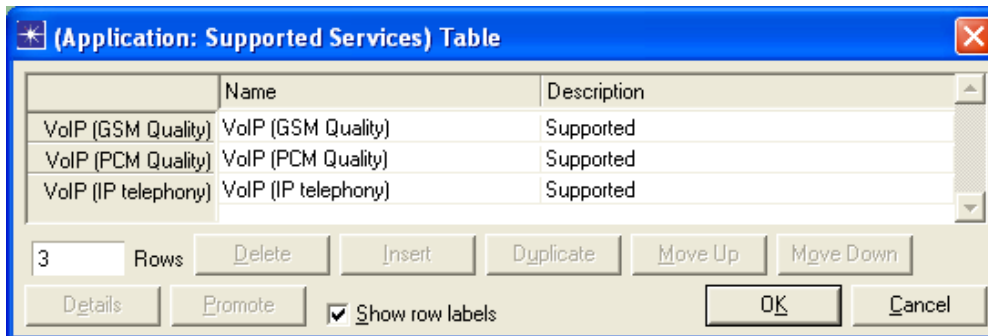 (Application: Supported Services) Table
Name Description
VoIP (GSM Quality) VoIP (GSM Quality) Supported
VoIP (PCM Quality) VoIP (PCM Quality) Supported
VoIP (IP telephony) VoIP (IP telephony) Supported
3 Rows Delete Insert Duplicate Move Up Move Down
Details Promote Show row labels OK Cancel